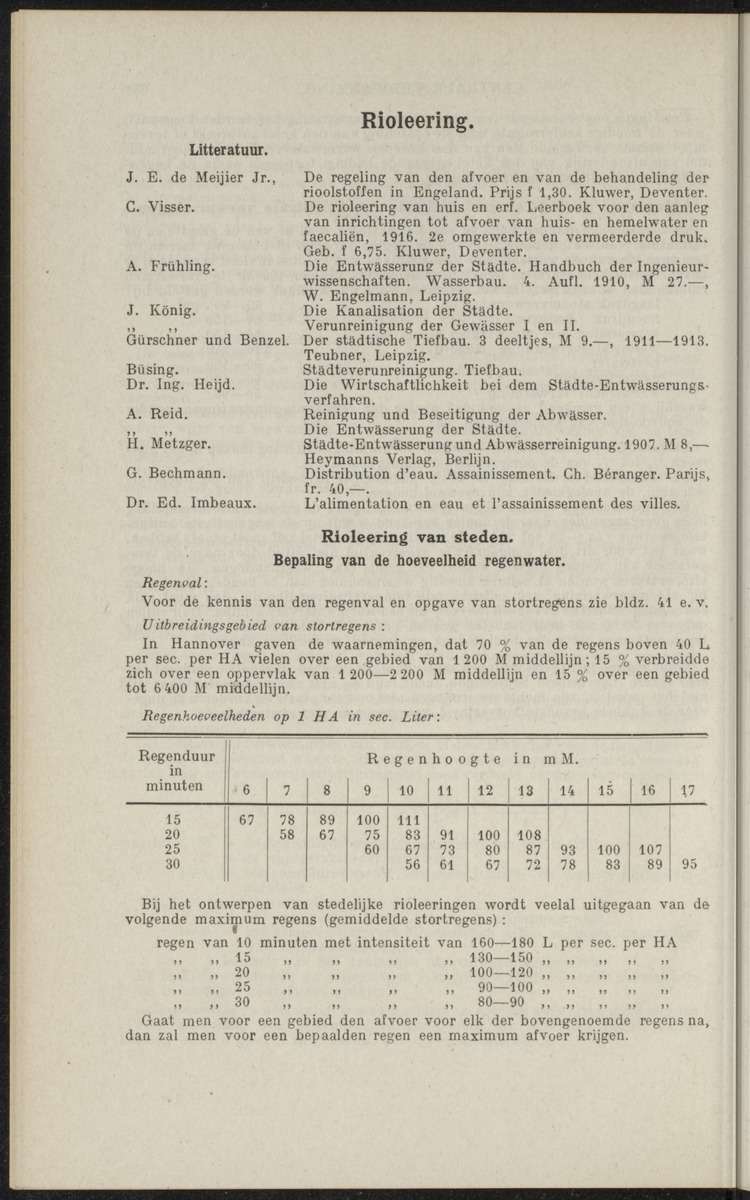 Rioleering.
Litteratuur.
J. E. de Meijier Jr., De regeling van den afvoer en van de behandeling der
rioolstoffen in Engeland. Prijs f 1,30. Kluwer, Deventer.
C. Visser. De rioleering van huis en erf. Leerboek voor den aanleg
van inrichtingen tot afvoer van huis- en hemelwater en
faecaliën, 1916. 2e omgewerkte en vermeerderde druk.
Geb. f 6,75. Kluwer, Deventer.
A. Frühling. Die Entwässerung der Städte. Handbuch der Ingenieur-
wissenschaften. Wasserbau. 4. Aufl. 1910, M 27.—,
W. Engelmann, Leipzig.
J. König. Die Kanalisation der Städte.
„ „ Verunreinigung der Gewässer I en II.
Gürschner und Benzel. Der städtische Tiefbau. 3 deeltjes, M 9.—, 1911—1913.
Teubner, Leipzig.
Büsing. Städteverunreinigung. Tiefbau.
Dr. Ing. Heijd. Die Wirtschaftlichkeit bei dem Städte-Entwässerungs-
verfahren.
A. Reid. Reinigung und Beseitigung der Abwässer.
„ „ Die Entwässerung der Städte.
H. Metzger. Städte-Entwässerung und Abwässerreinigung. 1907. M 8,—
Heymanns Verlag, Berlijn.
G. Bechmann. Distribution d'eau. Assainissement. Ch. Béranger. Parijs,
fr. 40,—.
Dr. Ed. Imbeaux. L'alimentation en eau et l'assainissement des villes.
Rioleering van steden.
Bepaling van de hoeveelheid regenwater.
Regenval:
Voor de kennis van den regenval en opgave van stortregens zie bldz. 41 e. v.
Uitbreidingsgebied van stortregens :
In Hannover gaven de waarnemingen, dat 70 % van de regens boven 40 L
per sec. per HA vielen over een gebied van 1 200 M middellijn ; 15 % verbreidde
zich over een oppervlak van 1 200—2 200 M middellijn en 15 % over een gebied
tot 6 400 M middellijn.
Regenhoeveelheden op 1 HA in sec. Liter:
Regenduur in minuten Regenhoogte in mM.
6 7 8 9 10 11 12 13 14 15 16 17
15 67 78 89 100 111
20 58 67 75 83 91 100 108
25 60 67 73 80 87 93 100 107
30 56 61 67 72 78 83 89 95
Bij het ontwerpen van stedelijke rioleeringen wordt veelal uitgegaan van de
volgende maximum regens (gemiddelde stortregens) :
regen van 10 minuten met intensiteit van 160—180 L per sec. per HA
„ „ 15 „ „ „ „ 130—150 „ „ „ „ „
„ „ 20 „ „ „ „ 100—120 „ „ „ „ „
„ „ 25 „ „ „ „ 90—100 „ „ „ „ „
„ „ 30 „ „ „ „ 80—90 „ „ „ „ „
Gaat men voor een gebied den afvoer voor elk der bovengenoemde regens na,
dan zal men voor een bepaalden regen een maximum afvoer krijgen.